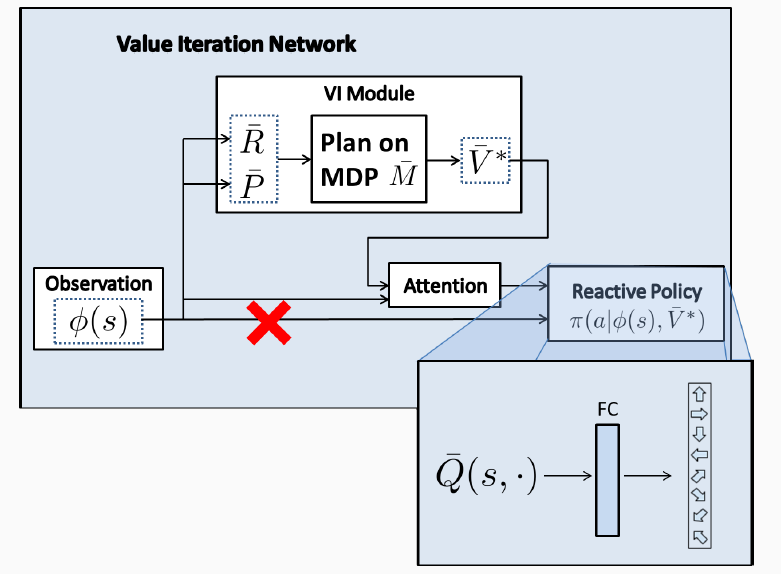 Value Iteration Network
VI Module
R̄
P̄
Plan on
MDP M̄
V̄*
Observation
ϕ(s)
Attention
Reactive Policy
π(a|ϕ(s), V̄*)
FC
Q̄(s, ·)